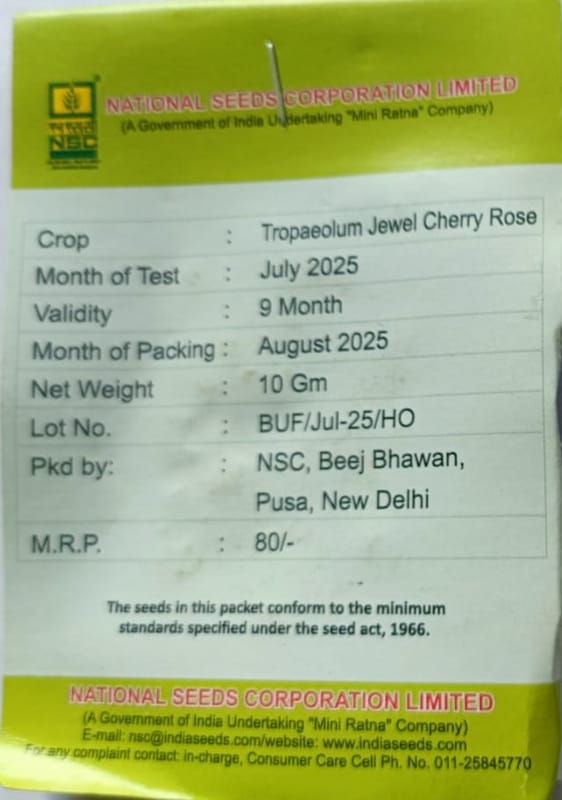 NATIONAL SEEDS CORPORATION LIMITED
(A Government of India Undertaking "Mini Ratna" Company)
NSC
Crop : Tropaeolum Jewel Cherry Rose
Month of Test : July 2025
Validity : 9 Month
Month of Packing : August 2025
Net Weight : 10 Gm
Lot No. : BUF/Jul-25/HO
Pkd by: : NSC, Beej Bhawan,
Pusa, New Delhi
M.R.P. : 80/-
The seeds in this packet conform to the minimum
standards specified under the seed act, 1966.
NATIONAL SEEDS CORPORATION LIMITED
(A Government of India Undertaking "Mini Ratna" Company)
E-mail: nsc@indiaseeds.com/website: www.indiaseeds.com
For any complaint contact: in-charge, Consumer Care Cell Ph. No. 011-25845770